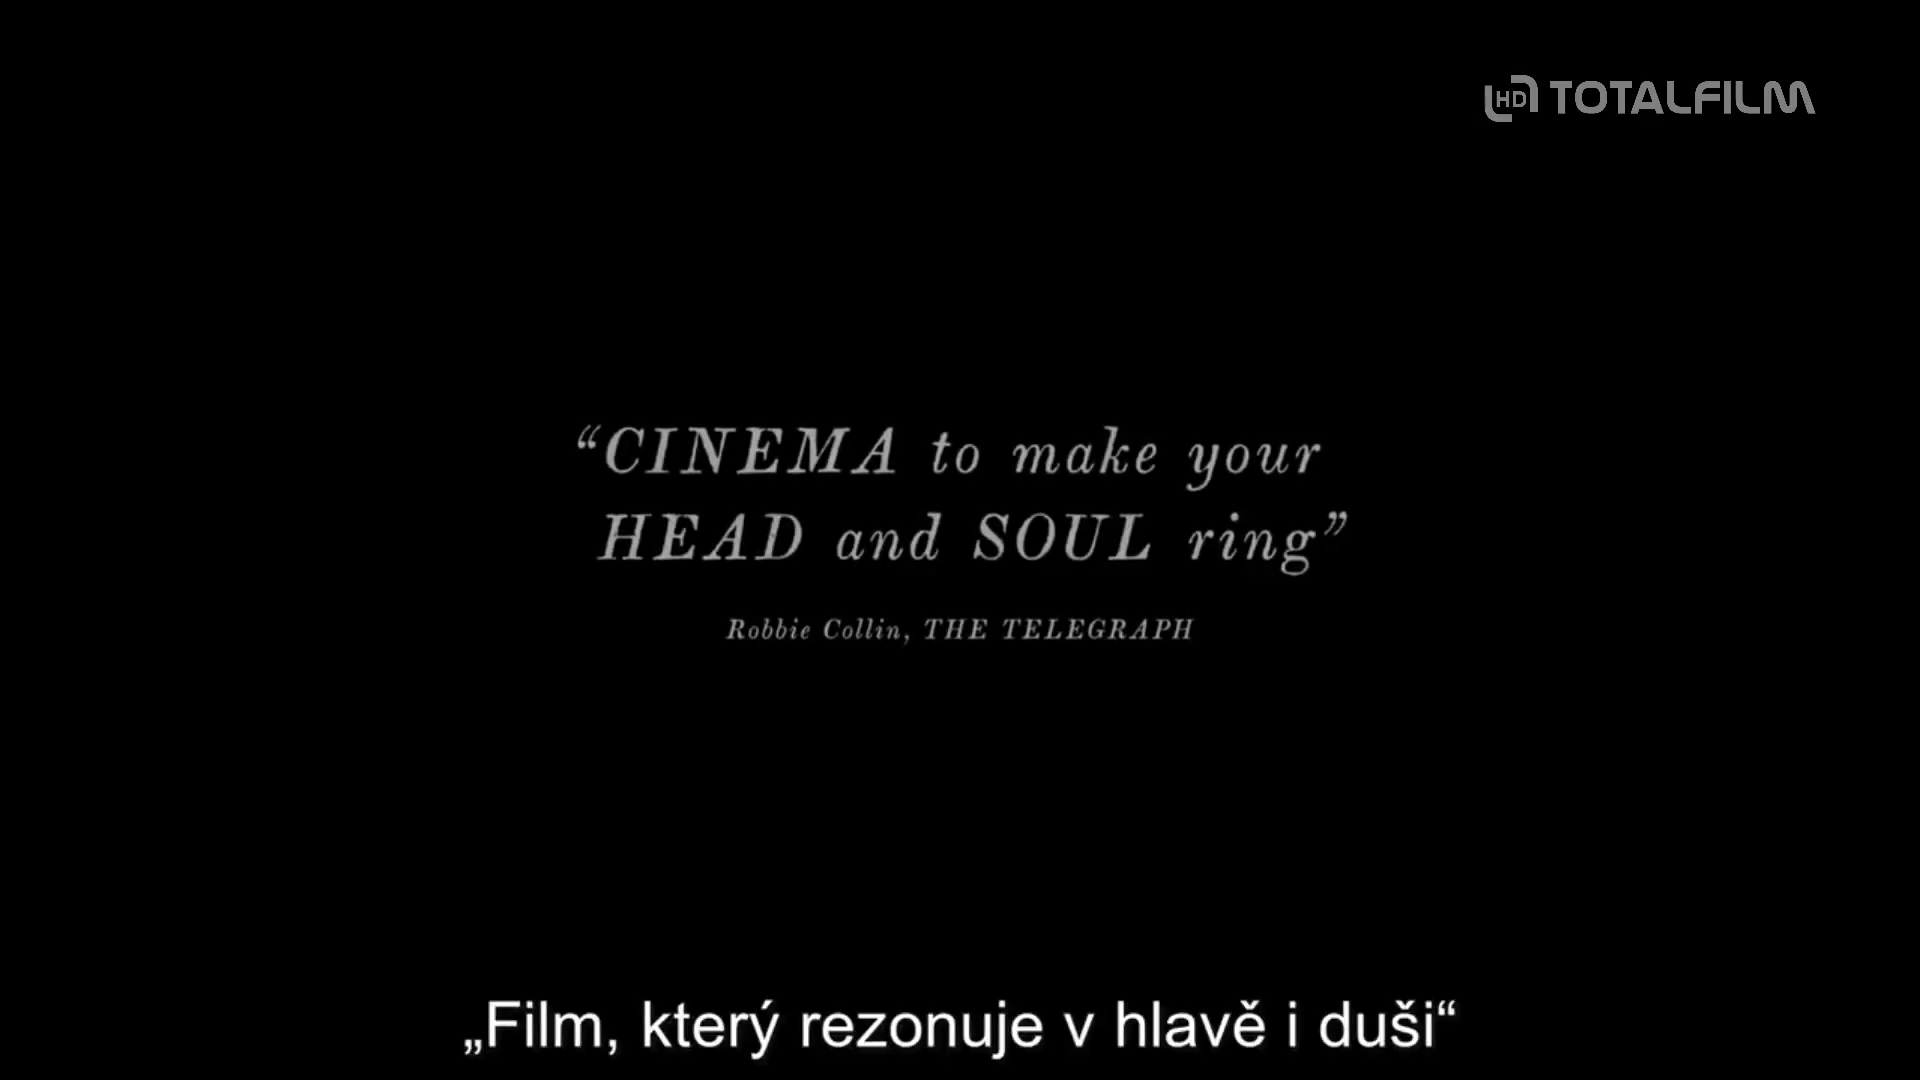 HD TOTALFILM
“CINEMA to make your
HEAD and SOUL ring”
Robbie Collin, THE TELEGRAPH
„Film, který rezonuje v hlavě i duši“